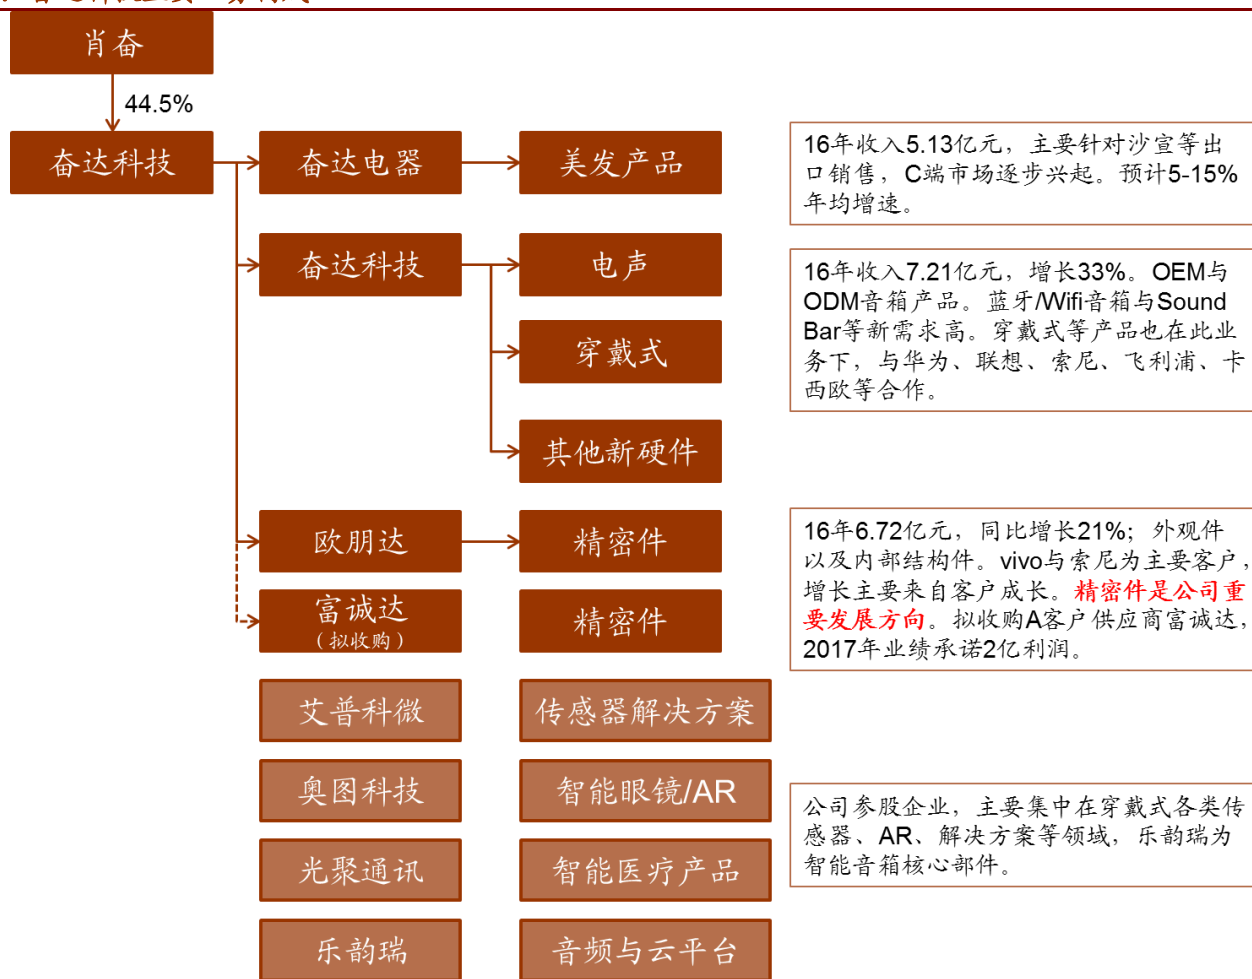 肖奋
44.5%
奋达科技
奋达电器
美发产品
16年收入5.13亿元，主要针对沙宣等出
口销售，C端市场逐步兴起。预计5-15%
年均增速。
奋达科技
电声
穿戴式
其他新硬件
16年收入7.21亿元，增长33%。OEM与
ODM音箱产品。蓝牙/Wifi音箱与Sound
Bar等新需求高。穿戴式等产品也在此业
务下，与华为、联想、索尼、飞利浦、卡
西欧等合作。
欧朋达
精密件
富诚达
（拟收购）
精密件
16年6.72亿元，同比增长21%；外观件
以及内部结构件。vivo与索尼为主要客户，
增长主要来自客户成长。精密件是公司重
要发展方向。拟收购A客户供应商富诚达，
2017年业绩承诺2亿利润。
艾普科微
传感器解决方案
奥图科技
智能眼镜/AR
光聚通讯
智能医疗产品
乐韵瑞
音频与云平台
公司参股企业，主要集中在穿戴式各类传
感器、AR、解决方案等领域，乐韵瑞为
智能音箱核心部件。